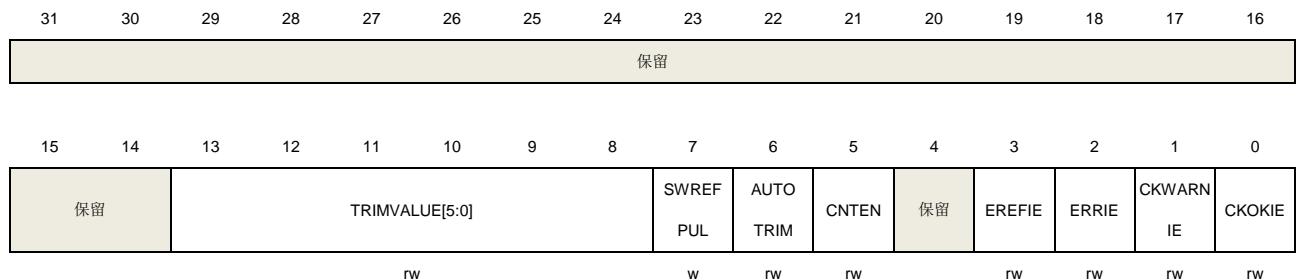 31 30 29 28 27 26 25 24 23 22 21 20 19 18 17 16
保留
15 14 13 12 11 10 9 8 7 6 5 4 3 2 1 0
保留 TRIMVALUE[5:0] SWREF AUTO CNTEN 保留 EREFIE ERRIE CKWARN CKOKIE
PUL TRIM IE
rw w rw rw rw rw rw rw